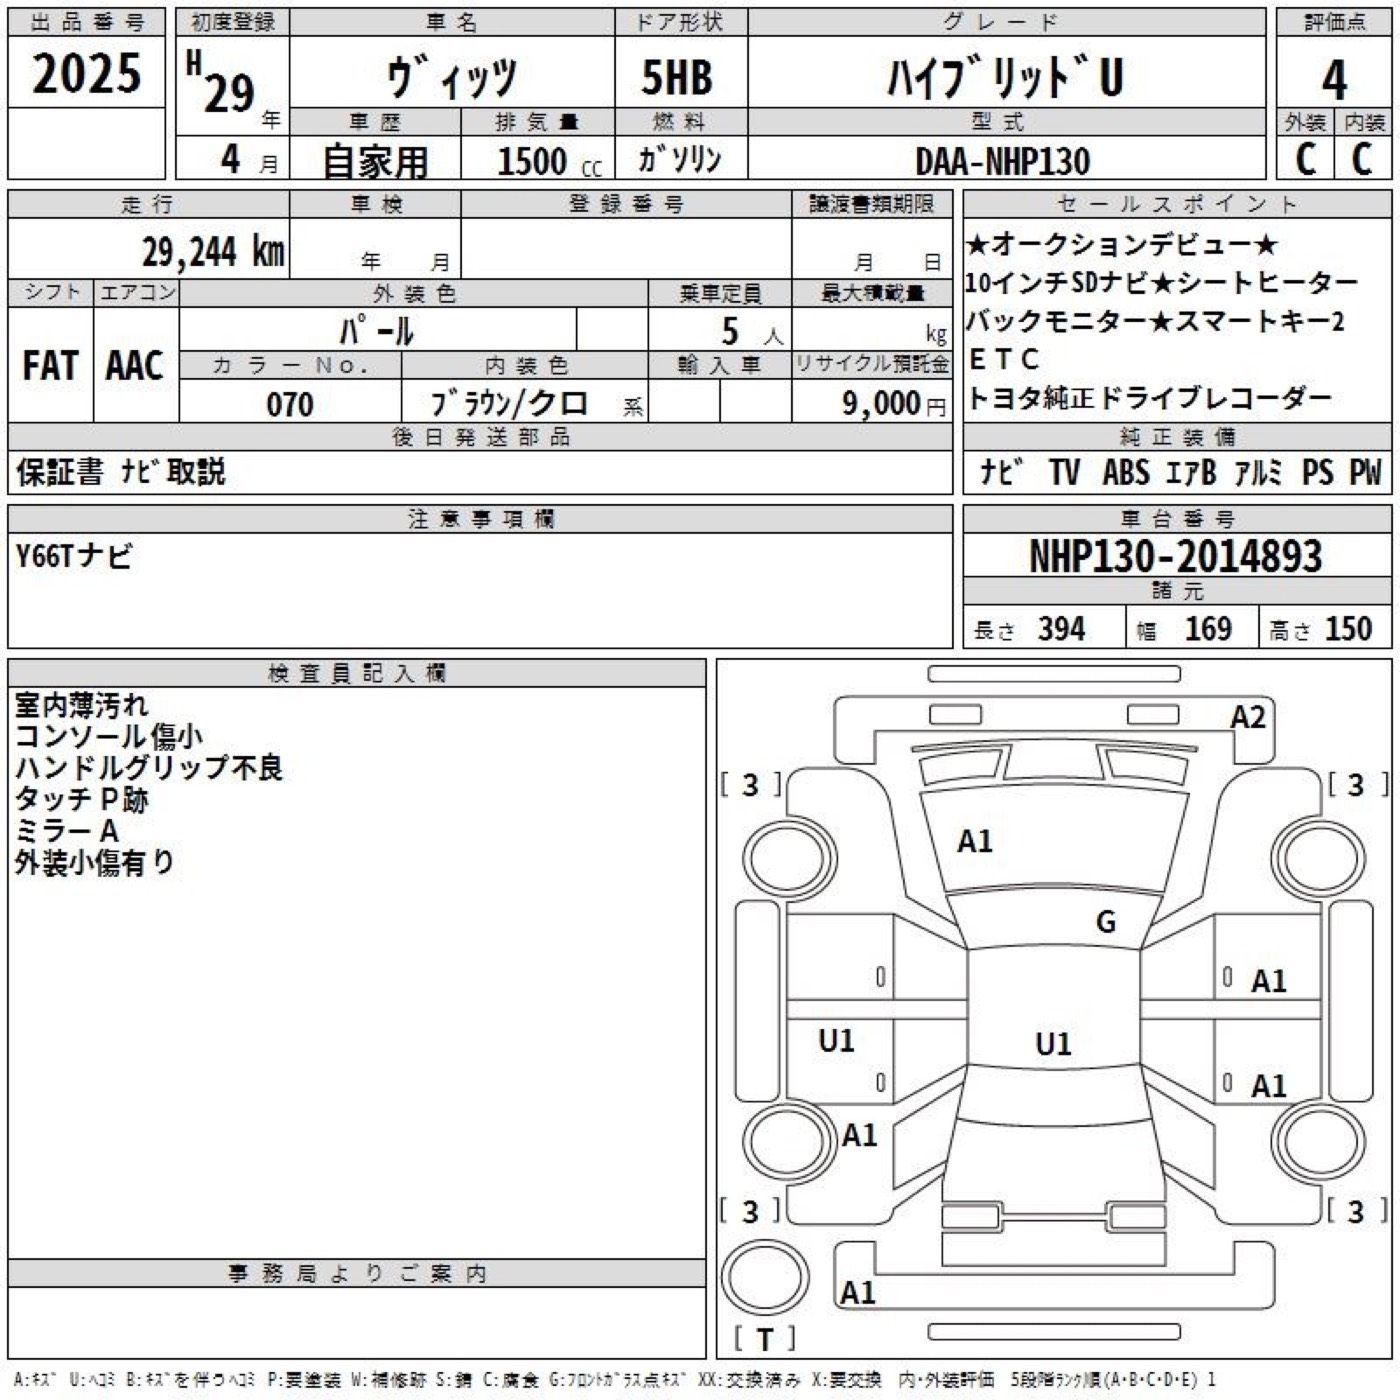 出品番号 初度登録 車名 ドア形状 グレード 評価点
2025 H29年 ヴィッツ 5HB ハイブリッドU 4
車歴 排気量 燃料 型式 外装 内装
4月 自家用 1500cc ガソリン DAA-NHP130 C C
走行 車検 登録番号 譲渡書類期限 セールスポイント
29,244 km 年 月 月 日
★オークションデビュー★
10インチSDナビ★シートヒーター
バックモニター★スマートキー2
ETC
トヨタ純正ドライブレコーダー
シフト エアコン 外装色 乗車定員 最大積載量
FAT AAC パール 5人 kg
カラーNo. 内装色 輸入車 リサイクル預託金
070 ブラウン/クロ 系 9,000円
後日発送部品 純正装備
保証書 ナビ取説 ナビ TV ABS エアB アルミ PS PW
注意事項欄 車台番号
Y66Tナビ NHP130-2014893
諸元
長さ 394 幅 169 高さ 150
検査員記入欄
室内薄汚れ
コンソール傷小
ハンドルグリップ不良
タッチP跡
ミラーA
外装小傷有り
事務局よりご案内
A2
[ 3 ] [ 3 ]
A1
G
A1
U1 U1
A1
A1
[ 3 ] [ 3 ]
A1
[ T ]
A:キズ U:ヘコミ B:キズを伴うヘコミ P:要塗装 W:補修跡 S:錆 C:腐食 G:フロントガラス点キズ XX:交換済み X:要交換 内・外装評価 5段階ランク順(A・B・C・D・E) 1